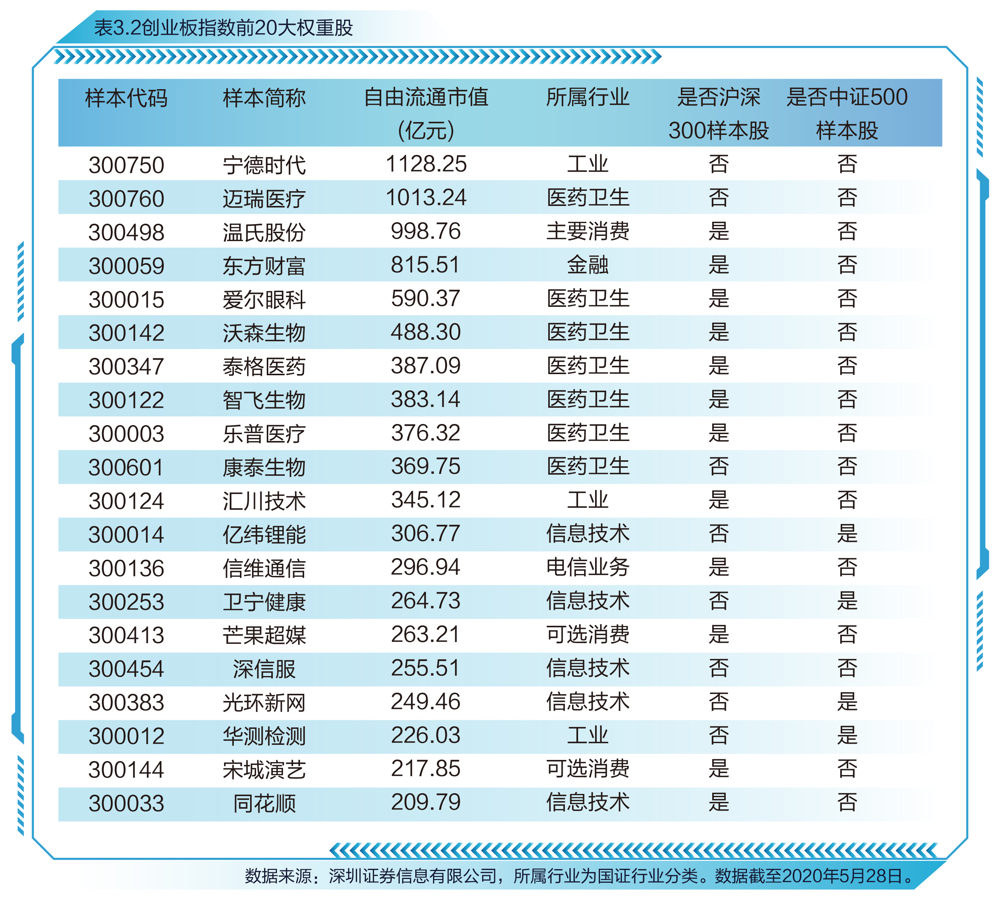 表3.2创业板指数前20大权重股
样本代码 样本简称 自由流通市值 所属行业 是否沪深 是否中证500
(亿元) 300样本股 样本股
300750 宁德时代 1128.25 工业 否 否
300760 迈瑞医疗 1013.24 医药卫生 否 否
300498 温氏股份 998.76 主要消费 是 否
300059 东方财富 815.51 金融 是 否
300015 爱尔眼科 590.37 医药卫生 是 否
300142 沃森生物 488.30 医药卫生 是 否
300347 泰格医药 387.09 医药卫生 是 否
300122 智飞生物 383.14 医药卫生 是 否
300003 乐普医疗 376.32 医药卫生 是 否
300601 康泰生物 369.75 医药卫生 否 否
300124 汇川技术 345.12 工业 是 否
300014 亿纬锂能 306.77 信息技术 否 是
300136 信维通信 296.94 电信业务 是 否
300253 卫宁健康 264.73 信息技术 否 是
300413 芒果超媒 263.21 可选消费 是 否
300454 深信服 255.51 信息技术 否 否
300383 光环新网 249.46 信息技术 否 是
300012 华测检测 226.03 工业 否 是
300144 宋城演艺 217.85 可选消费 是 否
300033 同花顺 209.79 信息技术 是 否
数据来源：深圳证券信息有限公司，所属行业为国证行业分类。数据截至2020年5月28日。